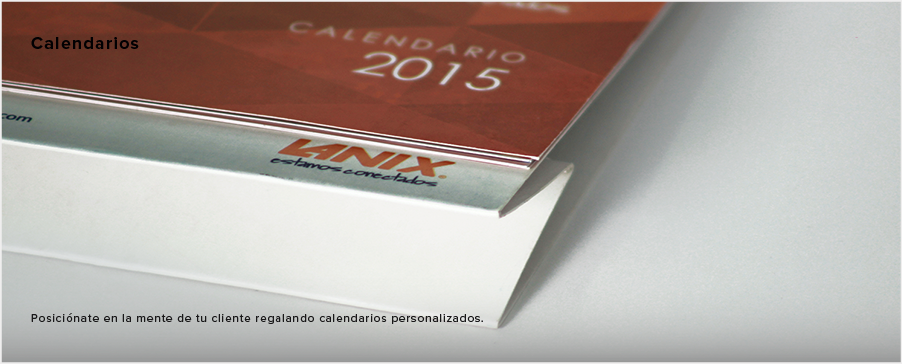 Calendarios
CALENDARIO
2015
.com
LANIX.
estamos conectados
Posiciónate en la mente de tu cliente regalando calendarios personalizados.